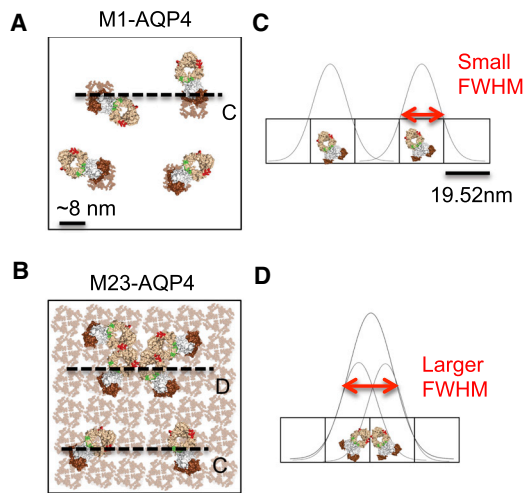 A
M1-AQP4
C
~8 nm
B
M23-AQP4
D
C
C
Small
FWHM
19.52nm
D
Larger
FWHM